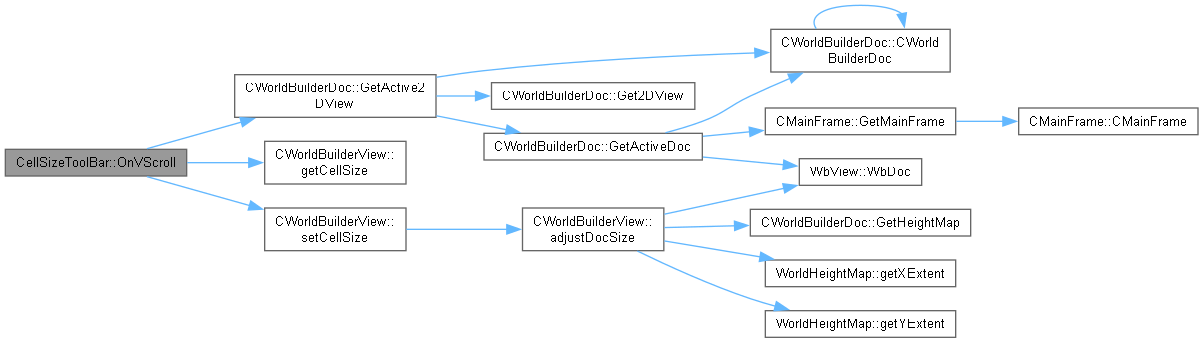 CellSizeToolBar::OnVScroll
CWorldBuilderDoc::GetActive2
DView
CWorldBuilderView::
getCellSize
CWorldBuilderView::
setCellSize
CWorldBuilderDoc::Get2DView
CWorldBuilderDoc::GetActiveDoc
CWorldBuilderView::
adjustDocSize
CWorldBuilderDoc::CWorld
BuilderDoc
CMainFrame::GetMainFrame
WbView::WbDoc
CWorldBuilderDoc::GetHeightMap
WorldHeightMap::getXExtent
WorldHeightMap::getYExtent
CMainFrame::CMainFrame